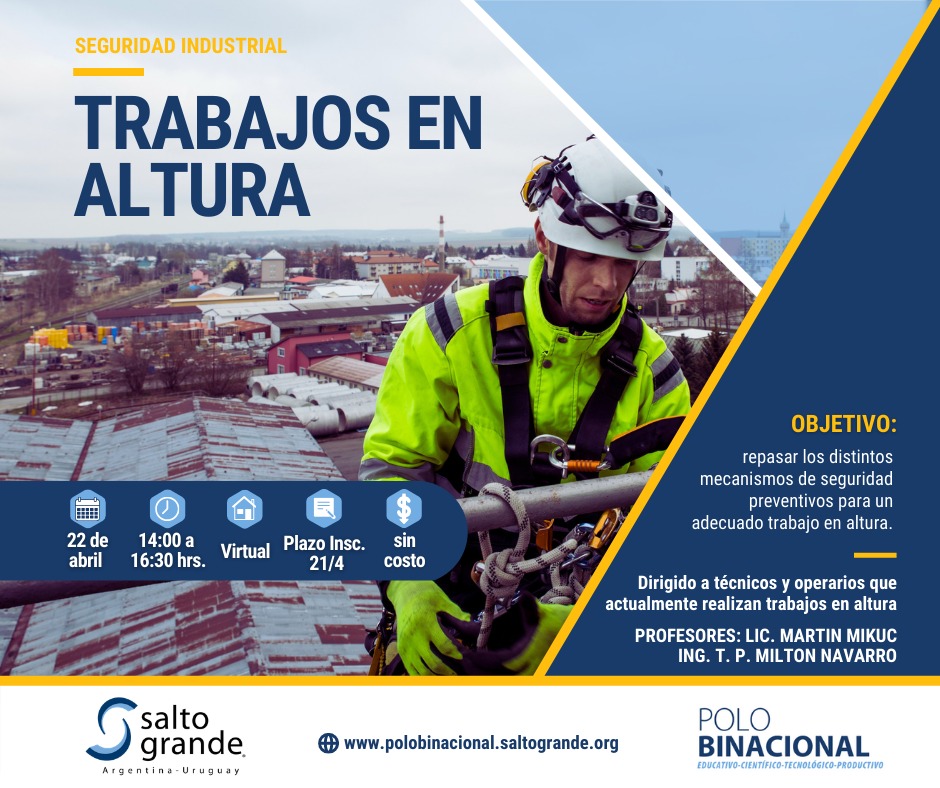 SEGURIDAD INDUSTRIAL
TRABAJOS EN
ALTURA
22 de
abril
14:00 a
16:30 hrs.
Virtual
Plazo Insc.
21/4
sin
costo
OBJETIVO:
repasar los distintos
mecanismos de seguridad
preventivos para un
adecuado trabajo en altura.
Dirigido a técnicos y operarios que
actualmente realizan trabajos en altura
PROFESORES: LIC. MARTIN MIKUC
ING. T. P. MILTON NAVARRO
salto
grande
Argentina-Uruguay
www.polobinacional.saltogrande.org
POLO
BINACIONAL
EDUCATIVO-CIENTÍFICO-TECNOLÓGICO-PRODUCTIVO